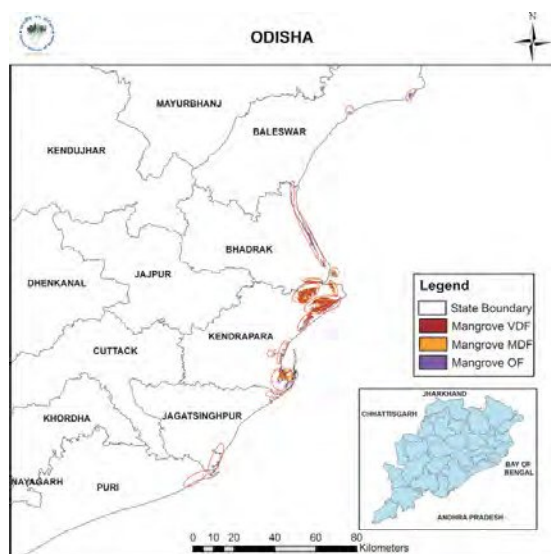 ODISHA
N
MAYURBHANJ
BALESWAR
KENDUJHAR
BHADRAK
JAJPUR
DHENKANAL
KENDRAPARA
CUTTACK
KHORDHA
JAGATSINGHPUR
NAYAGARH
PURI
Legend
State Boundary
Mangrove VDF
Mangrove MDF
Mangrove OF
JHARKHAND
CHHATTISGARH
BAY OF
BENGAL
ANDHRA PRADESH
0 10 20 40 60 80
Kilometers